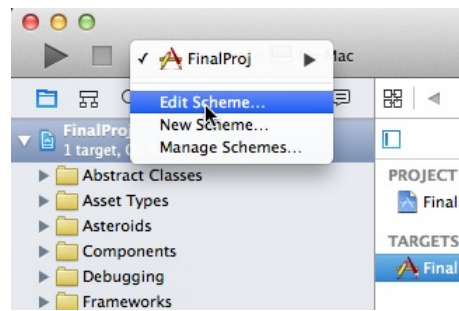 FinalProj
Mac
Edit Scheme...
New Scheme...
Manage Schemes...
FinalProj
1 target,
Abstract Classes
Asset Types
Asteroids
Components
Debugging
Frameworks
PROJECT
Final
TARGETS
Final